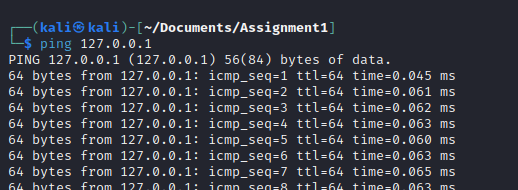 ┌──(kali㉿kali)-[~/Documents/Assignment1]
└─$ ping 127.0.0.1
PING 127.0.0.1 (127.0.0.1) 56(84) bytes of data.
64 bytes from 127.0.0.1: icmp_seq=1 ttl=64 time=0.045 ms
64 bytes from 127.0.0.1: icmp_seq=2 ttl=64 time=0.061 ms
64 bytes from 127.0.0.1: icmp_seq=3 ttl=64 time=0.062 ms
64 bytes from 127.0.0.1: icmp_seq=4 ttl=64 time=0.063 ms
64 bytes from 127.0.0.1: icmp_seq=5 ttl=64 time=0.060 ms
64 bytes from 127.0.0.1: icmp_seq=6 ttl=64 time=0.063 ms
64 bytes from 127.0.0.1: icmp_seq=7 ttl=64 time=0.065 ms
64 bytes from 127.0.0.1: icmp_seq=8 ttl=64 time=0.063 ms